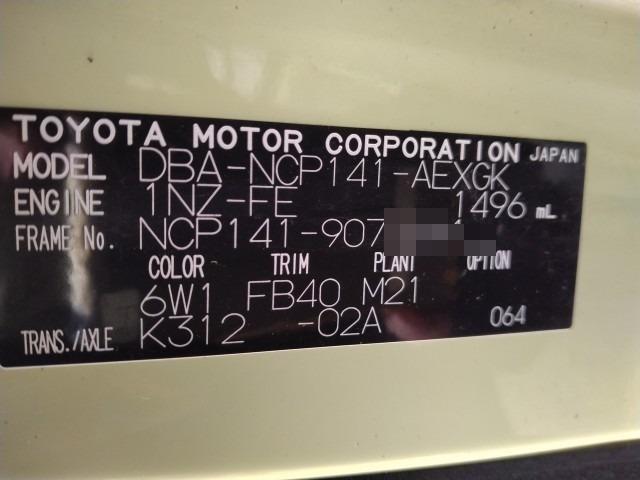 TOYOTA MOTOR CORPORATION JAPAN
MODEL DBA-NCP141-AEXGK
ENGINE 1NZ-FE 1496 mL
FRAME No. NCP141-907
COLOR TRIM PLANT OPTION
6W1 FB40 M21
TRANS./AXLE K312 -02A 064